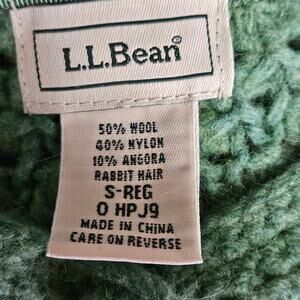 L.L.Bean®
50% WOOL
40% NYLON
10% ANGORA
RABBIT HAIR
S-REG
0 HPJ9
MADE IN CHINA
CARE ON REVERSE